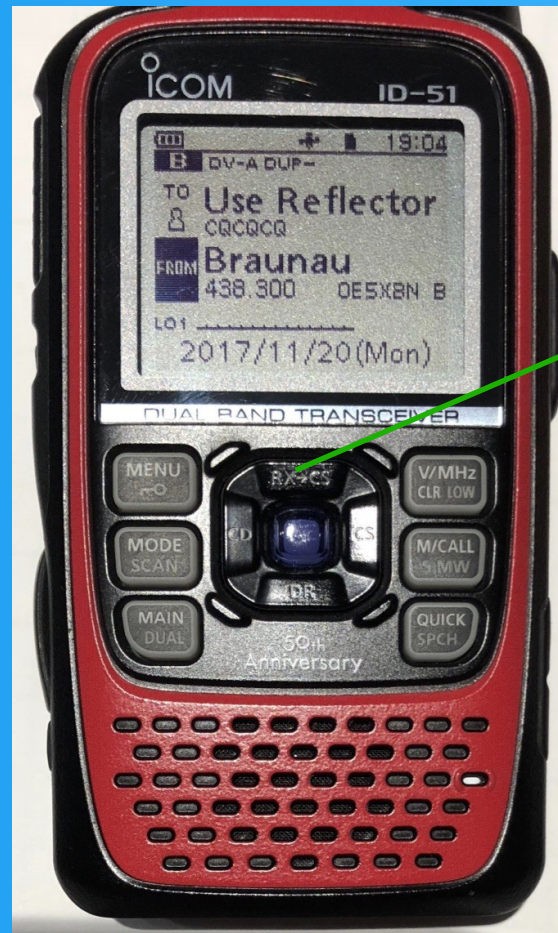 ICOM ID-51
19:04
B DV-A DUP-
TO Use Reflector
CQCQCQ
FROM Braunau
438.300 OE5XBN B
L01
2017/11/20(Mon)
DUAL BAND TRANSCEIVER
MENU RX→CS V/MHz
CLR LOW
MODE CD CS M/CALL
SCAN S.MW
MAIN DR QUICK
DUAL SPCH
50th
Anniversary